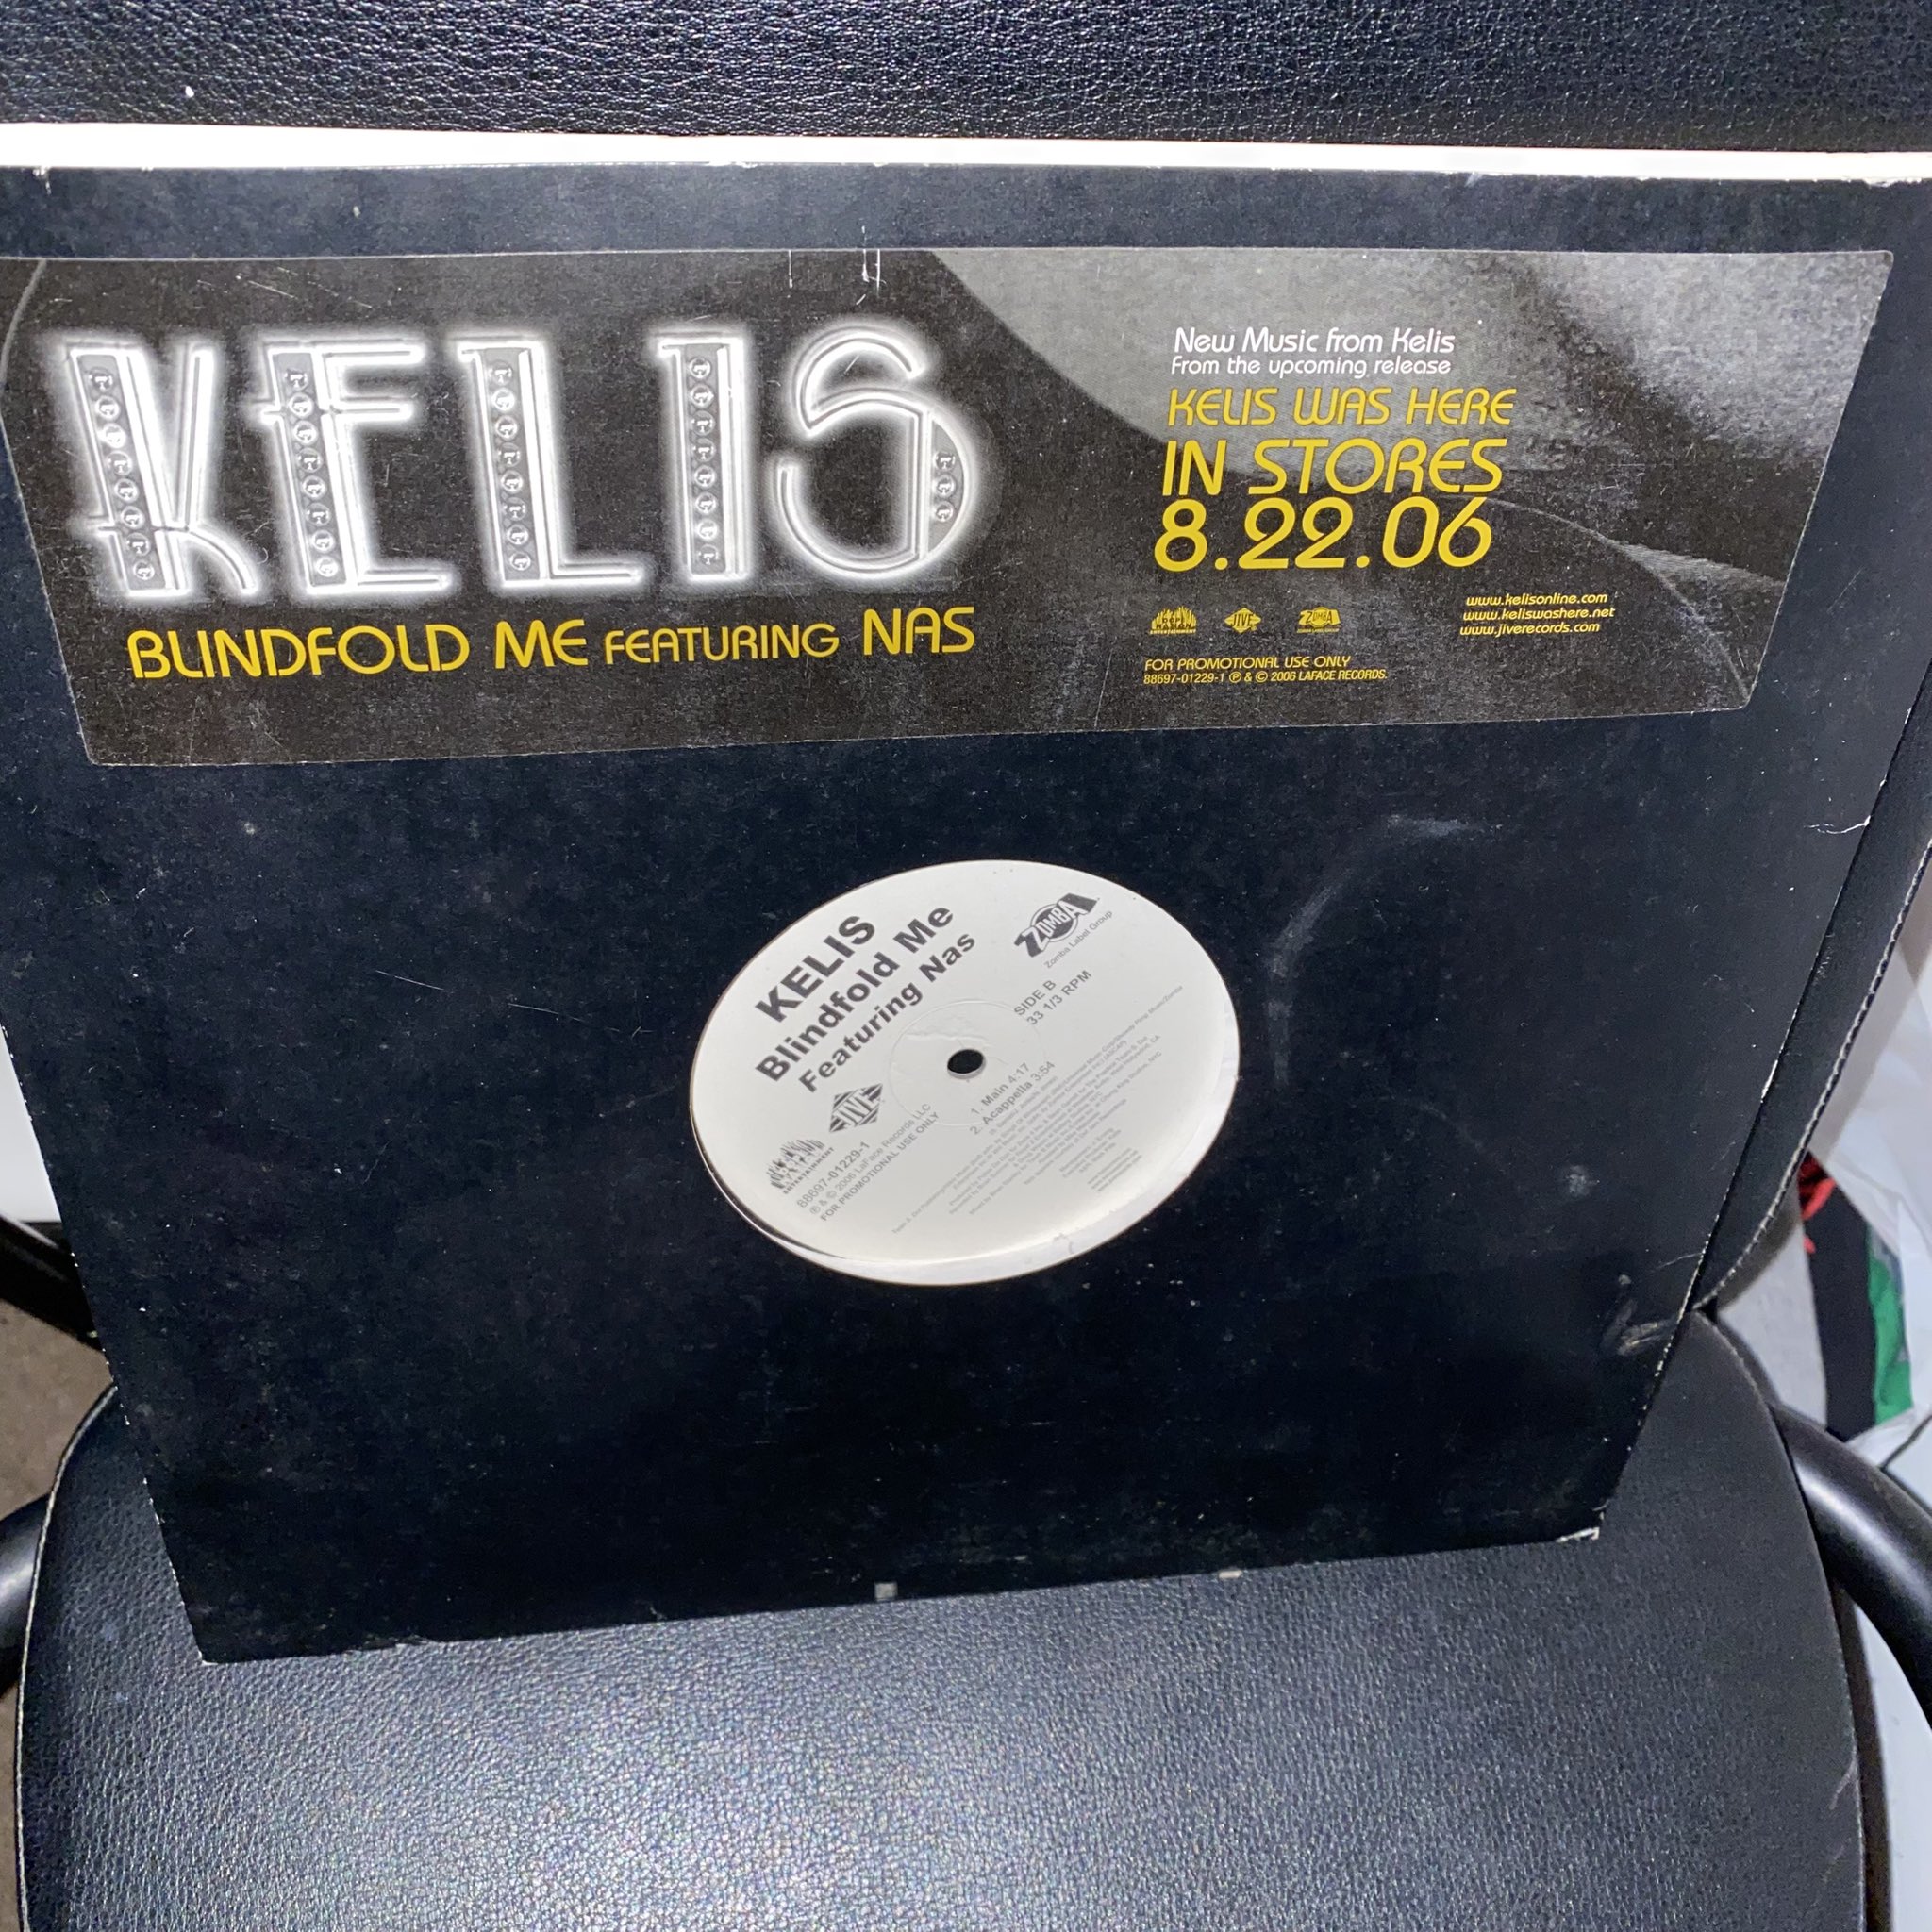 KELIS
BLINDFOLD ME FEATURING NAS
New Music from Kelis
From the upcoming release
KELIS WAS HERE
IN STORES
8.22.06
www.kelisonline.com
www.keliswashere.net
www.jiverecords.com
JIVE
ZOMBA
ENTERTAINMENT
FOR PROMOTIONAL USE ONLY
88697-01229-1 ℗ & © 2006 LAFACE RECORDS.
KELIS
Blindfold Me
Featuring Nas
ZOMBA
Zomba Label Group
SIDE B
33 1/3 RPM
JIVE
ENTERTAINMENT
88697-01229-1
℗ & © 2006 LaFace Records LLC
FOR PROMOTIONAL USE ONLY
1. Main 4:17
2. Acappella 3:54